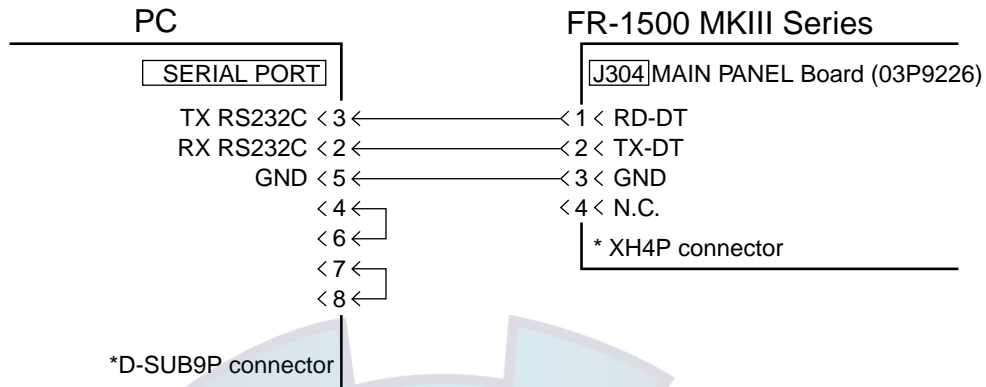 PC
FR-1500 MKIII Series
SERIAL PORT
J304 MAIN PANEL Board (03P9226)
TX RS232C 3 1 RD-DT
RX RS232C 2 2 TX-DT
GND 5 3 GND
4 4 N.C.
6
* XH4P connector
7
8
*D-SUB9P connector